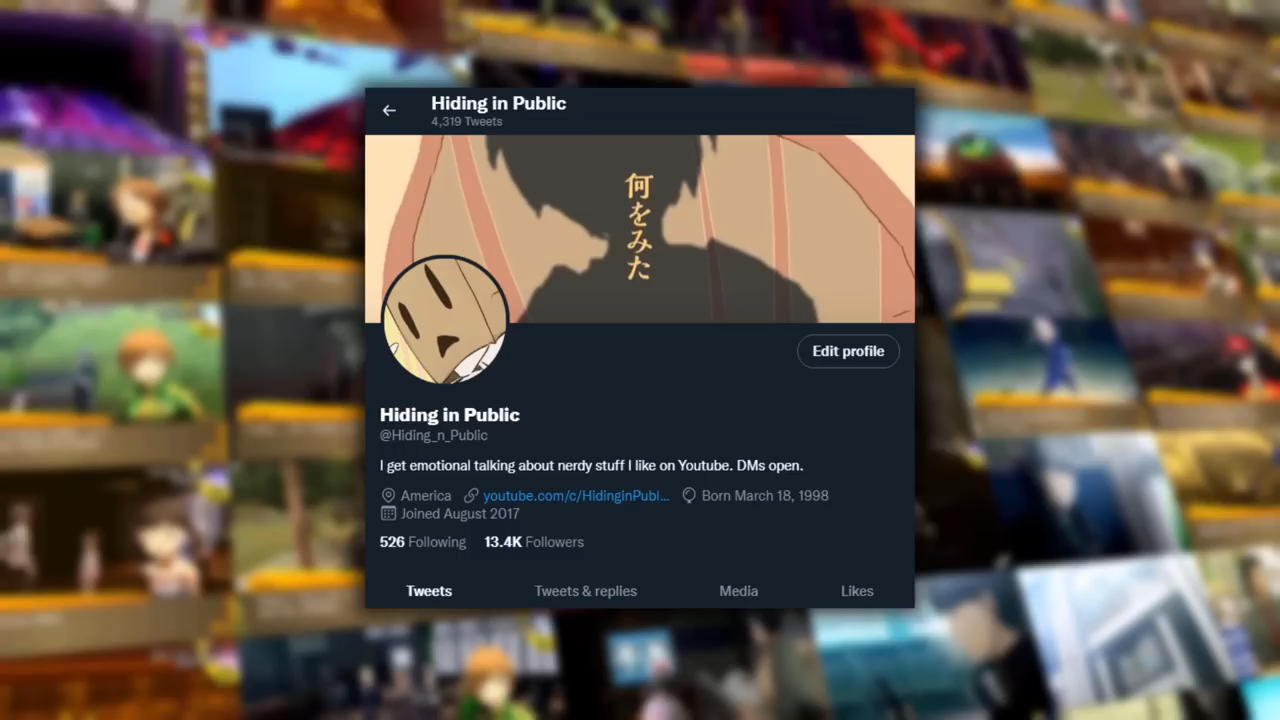 Hiding in Public
4,319 Tweets
何をみた
Edit profile
Hiding in Public
@Hiding_n_Public
I get emotional talking about nerdy stuff I like on Youtube. DMs open.
America youtube.com/c/HidinginPubl... Born March 18, 1998
Joined August 2017
526 Following 13.4K Followers
Tweets Tweets & replies Media Likes